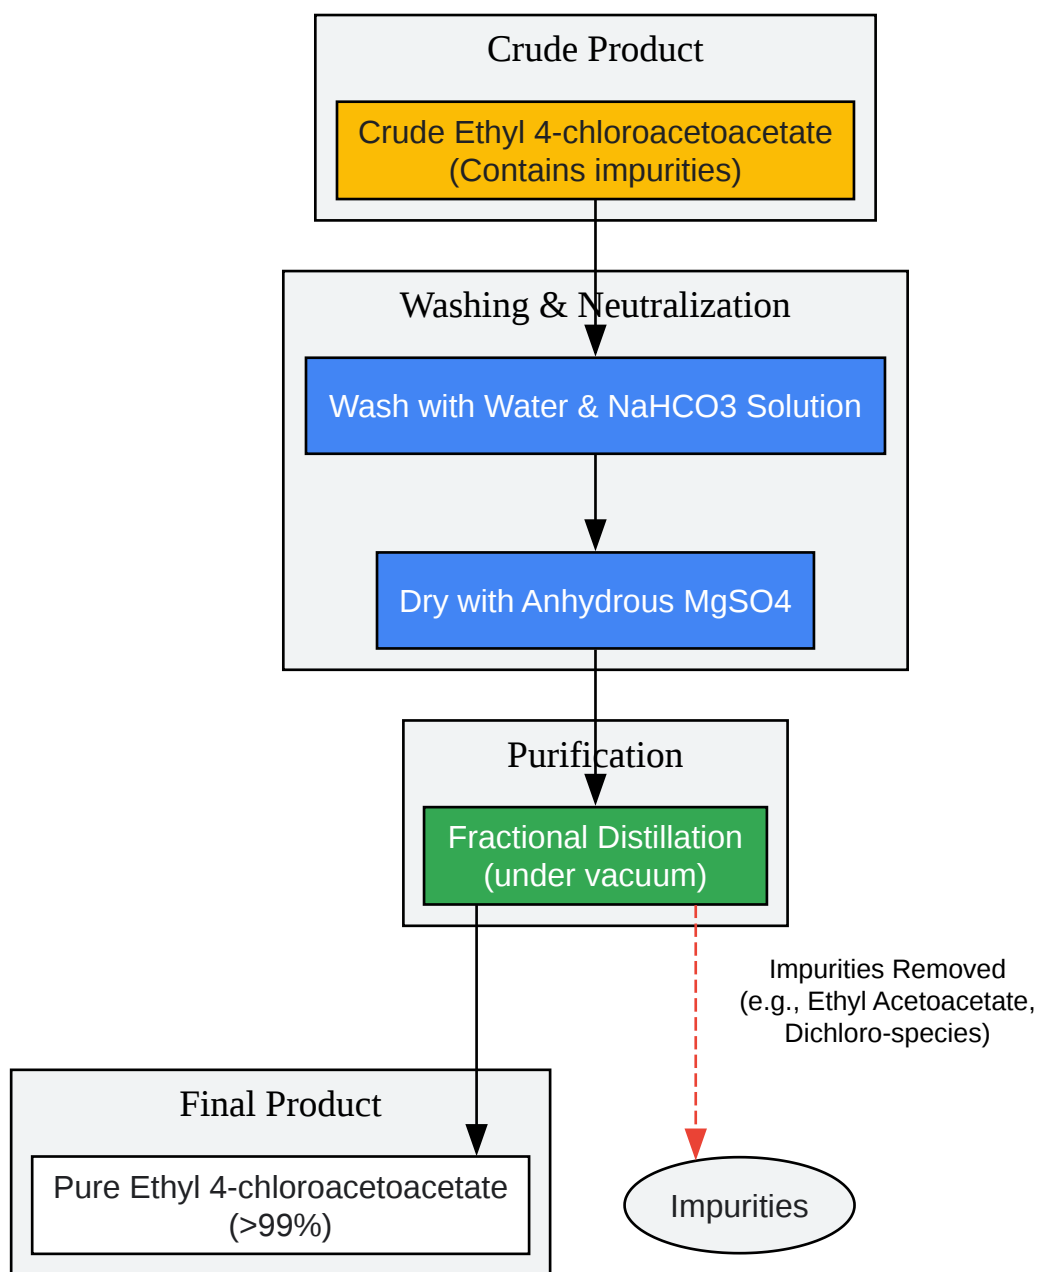 Crude Product
Crude Ethyl 4-chloroacetoacetate
(Contains impurities)
Washing & Neutralization
Wash with Water & NaHCO3 Solution
Dry with Anhydrous MgSO4
Purification
Fractional Distillation
(under vacuum)
Impurities Removed
(e.g., Ethyl Acetoacetate,
Dichloro-species)
Final Product
Pure Ethyl 4-chloroacetoacetate
(>99%)
Impurities